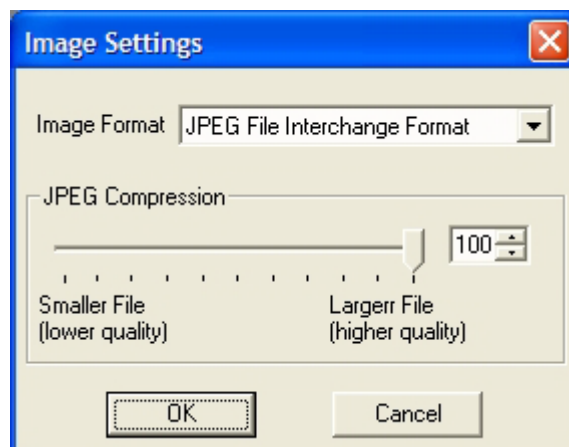 Image Settings
Image Format JPEG File Interchange Format
JPEG Compression
100
Smaller File Largerr File
(lower quality) (higher quality)
OK Cancel